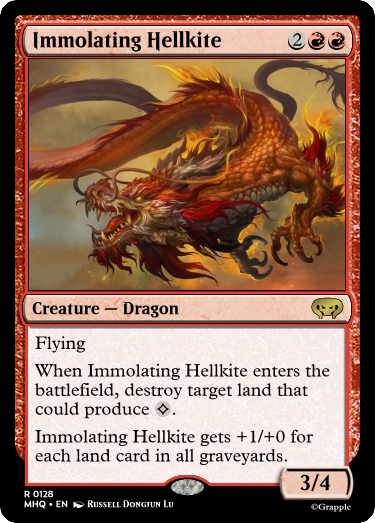 Immolating Hellkite 2
Creature — Dragon
Flying
When Immolating Hellkite enters the
battlefield, destroy target land that
could produce .
Immolating Hellkite gets +1/+0 for
each land card in all graveyards.
3/4
R 0128
MHQ • EN Russell Dongjun Lu
©Grapple